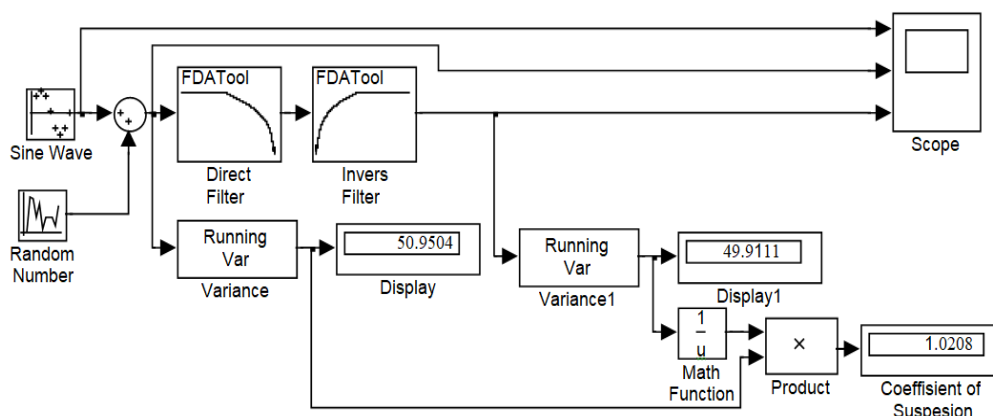 FDATool
FDATool
Sine Wave
Direct
Filter
Invers
Filter
Scope
Random
Number
Running
Var
Variance
50.9504
Display
Running
Var
Variance1
49.9111
Display1
1
u
Math
Function
×
Product
1.0208
Coeffisient of
Suspesion